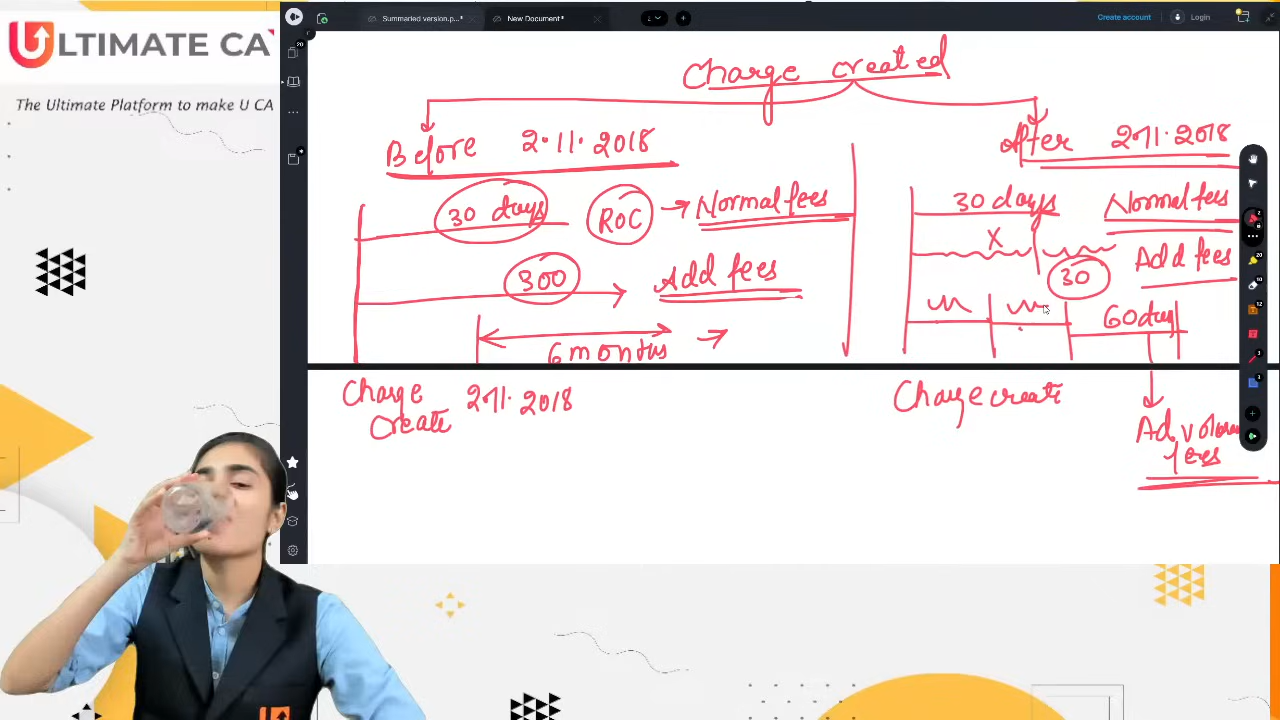 ULTIMATE CA
The Ultimate Platform to make U CA
Summaried version.p...*
New Document*
1
Create account
Login
Charge created
Before 2.11.2018
30 days ROC → Normal fees
300 Add fees
6 months →
After 2.11.2018
30 days Normal fees
X
30 Add fees
60 days
Charge create 2.11.2018
Charge create
Ad. fees